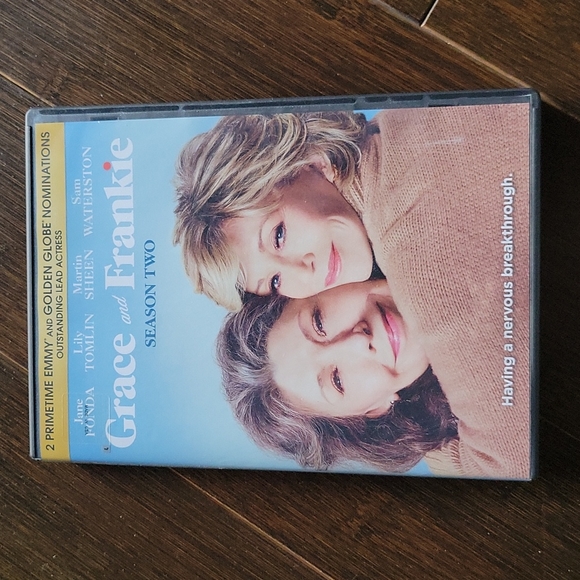 2 PRIMETIME EMMY® AND GOLDEN GLOBE® NOMINATIONS
OUTSTANDING LEAD ACTRESS
Jane FONDA
Lily TOMLIN
Martin SHEEN
Sam WATERSTON
Grace and Frankie
SEASON TWO
Having a nervous breakthrough.